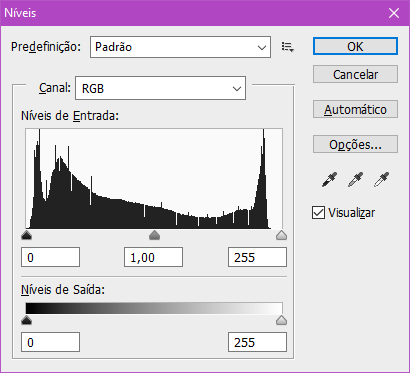 Níveis
Predefinição: Padrão
OK
Cancelar
Automático
Opções...
Visualizar
Canal: RGB
Níveis de Entrada:
0 1,00 255
Níveis de Saída:
0 255